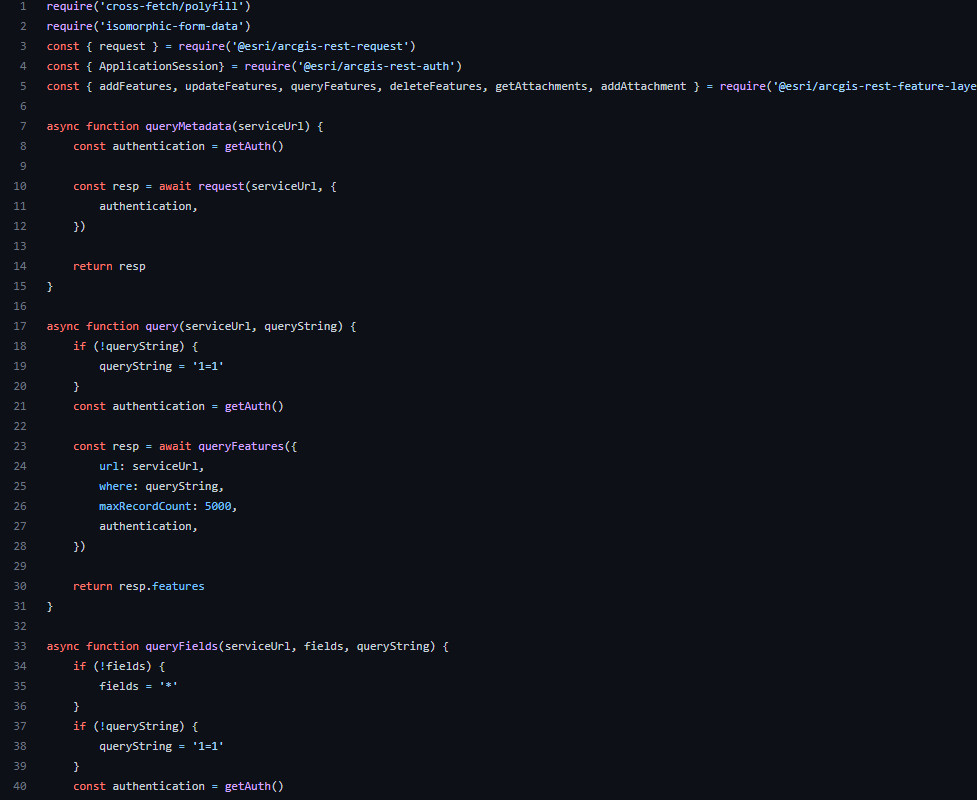 1 require('cross-fetch/polyfill')
2 require('isomorphic-form-data')
3 const { request } = require('@esri/arcgis-rest-request')
4 const { ApplicationSession} = require('@esri/arcgis-rest-auth')
5 const { addFeatures, updateFeatures, queryFeatures, deleteFeatures, getAttachments, addAttachment } = require('@esri/arcgis-rest-feature-laye
6
7 async function queryMetadata(serviceUrl) {
8     const authentication = getAuth()
9
10     const resp = await request(serviceUrl, {
11         authentication,
12     })
13
14     return resp
15 }
16
17 async function query(serviceUrl, queryString) {
18     if (!queryString) {
19         queryString = '1=1'
20     }
21     const authentication = getAuth()
22
23     const resp = await queryFeatures({
24         url: serviceUrl,
25         where: queryString,
26         maxRecordCount: 5000,
27         authentication,
28     })
29
30     return resp.features
31 }
32
33 async function queryFields(serviceUrl, fields, queryString) {
34     if (!fields) {
35         fields = '*'
36     }
37     if (!queryString) {
38         queryString = '1=1'
39     }
40     const authentication = getAuth()